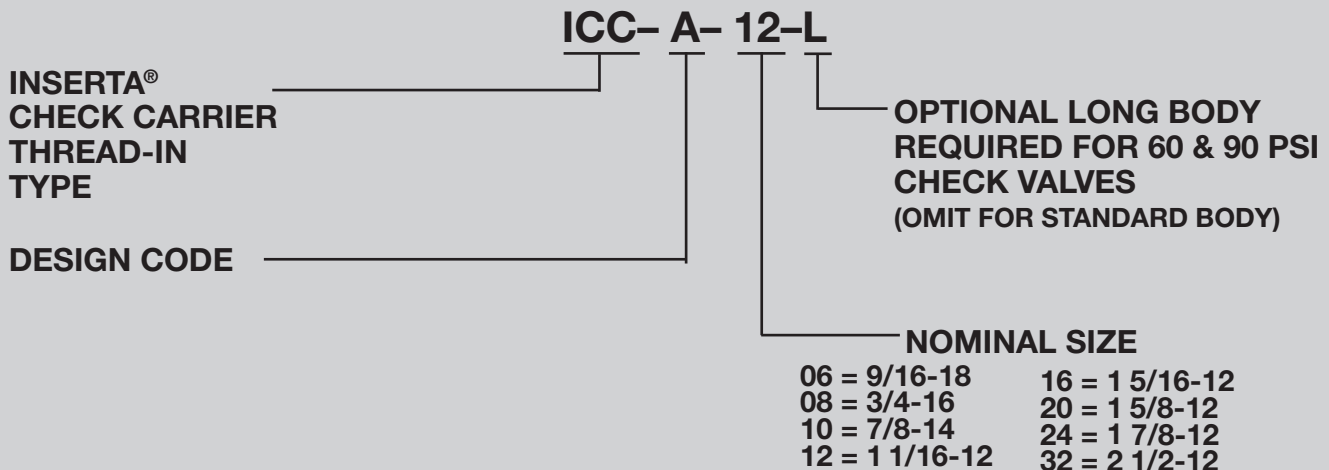 ICC– A– 12–L
INSERTA®
CHECK CARRIER
THREAD-IN
TYPE
DESIGN CODE
OPTIONAL LONG BODY
REQUIRED FOR 60 & 90 PSI
CHECK VALVES
(OMIT FOR STANDARD BODY)
NOMINAL SIZE
06 = 9/16-18
08 = 3/4-16
10 = 7/8-14
12 = 1 1/16-12
16 = 1 5/16-12
20 = 1 5/8-12
24 = 1 7/8-12
32 = 2 1/2-12